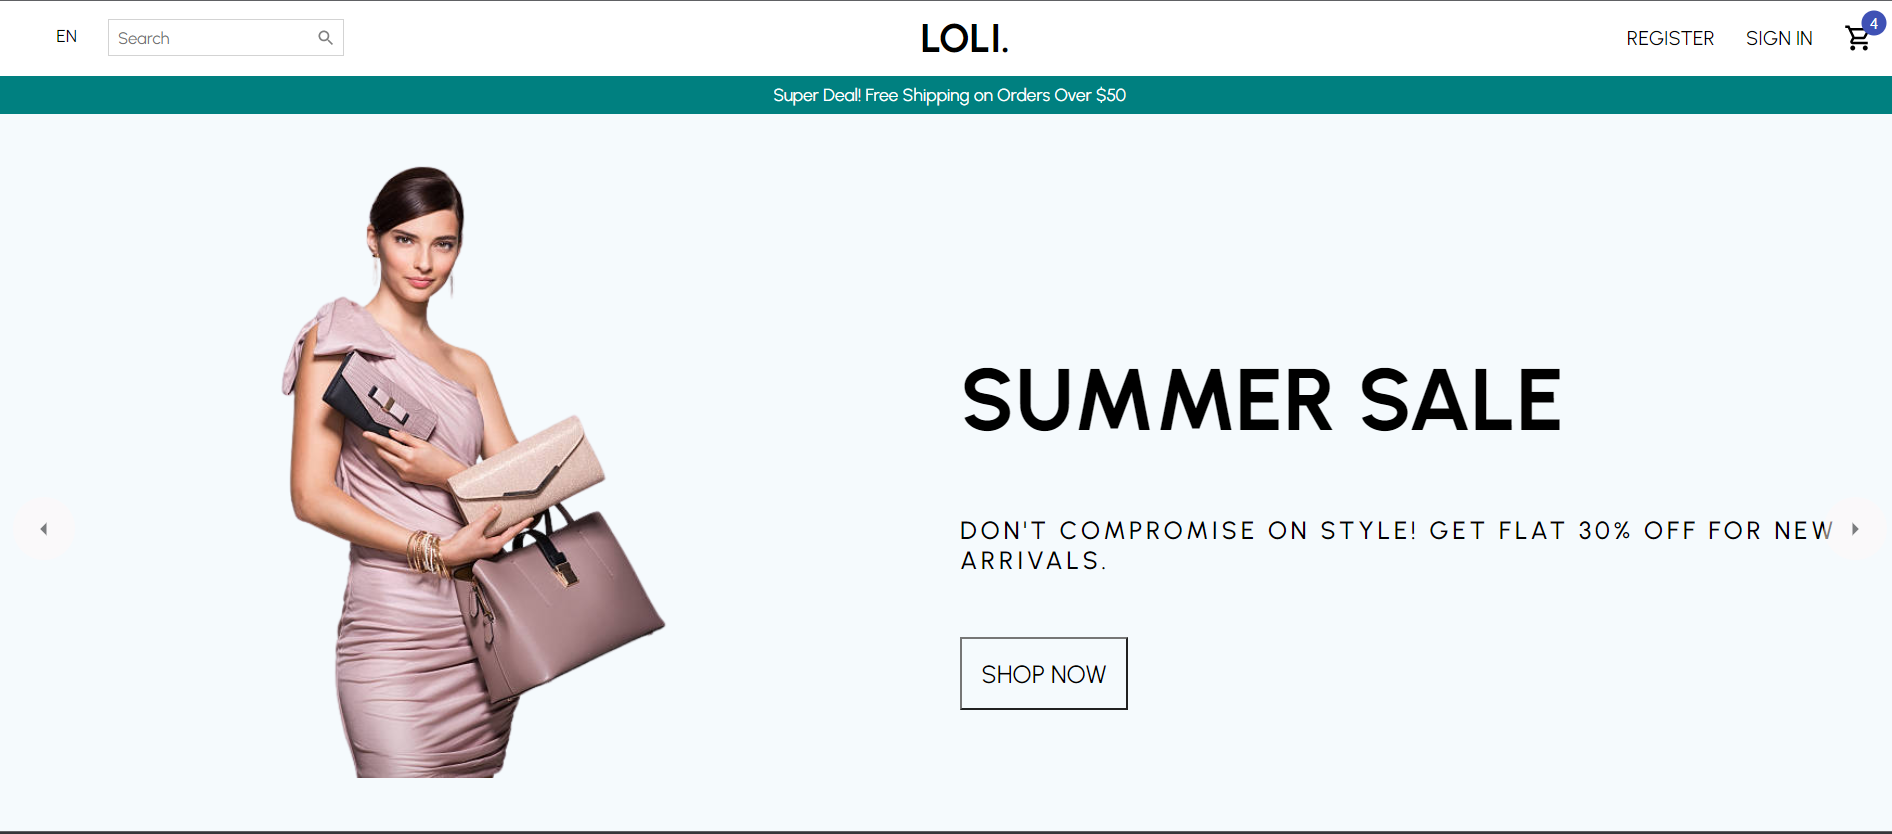 EN
Search
LOLI.
REGISTER
SIGN IN
4
Super Deal! Free Shipping on Orders Over $50
SUMMER SALE
DON'T COMPROMISE ON STYLE! GET FLAT 30% OFF FOR NEW
ARRIVALS.
SHOP NOW